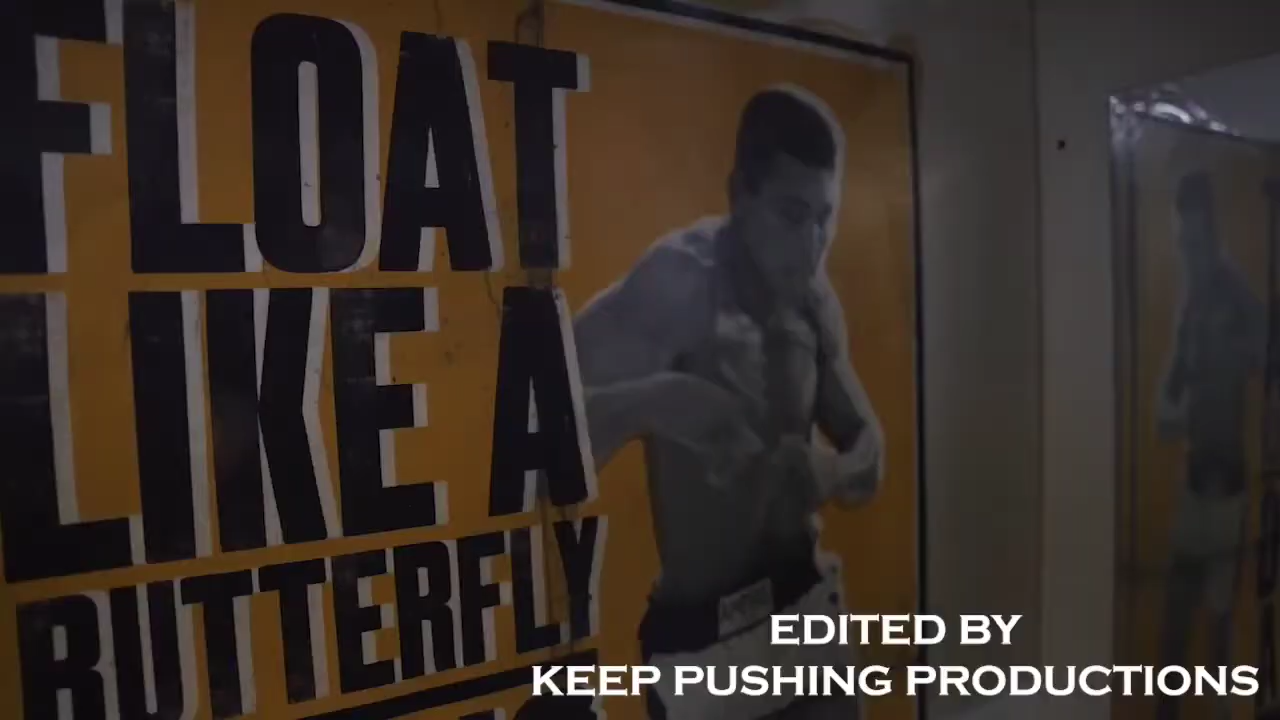 FLOAT
LIKE A
BUTTERFLY
EDITED BY
KEEP PUSHING PRODUCTIONS